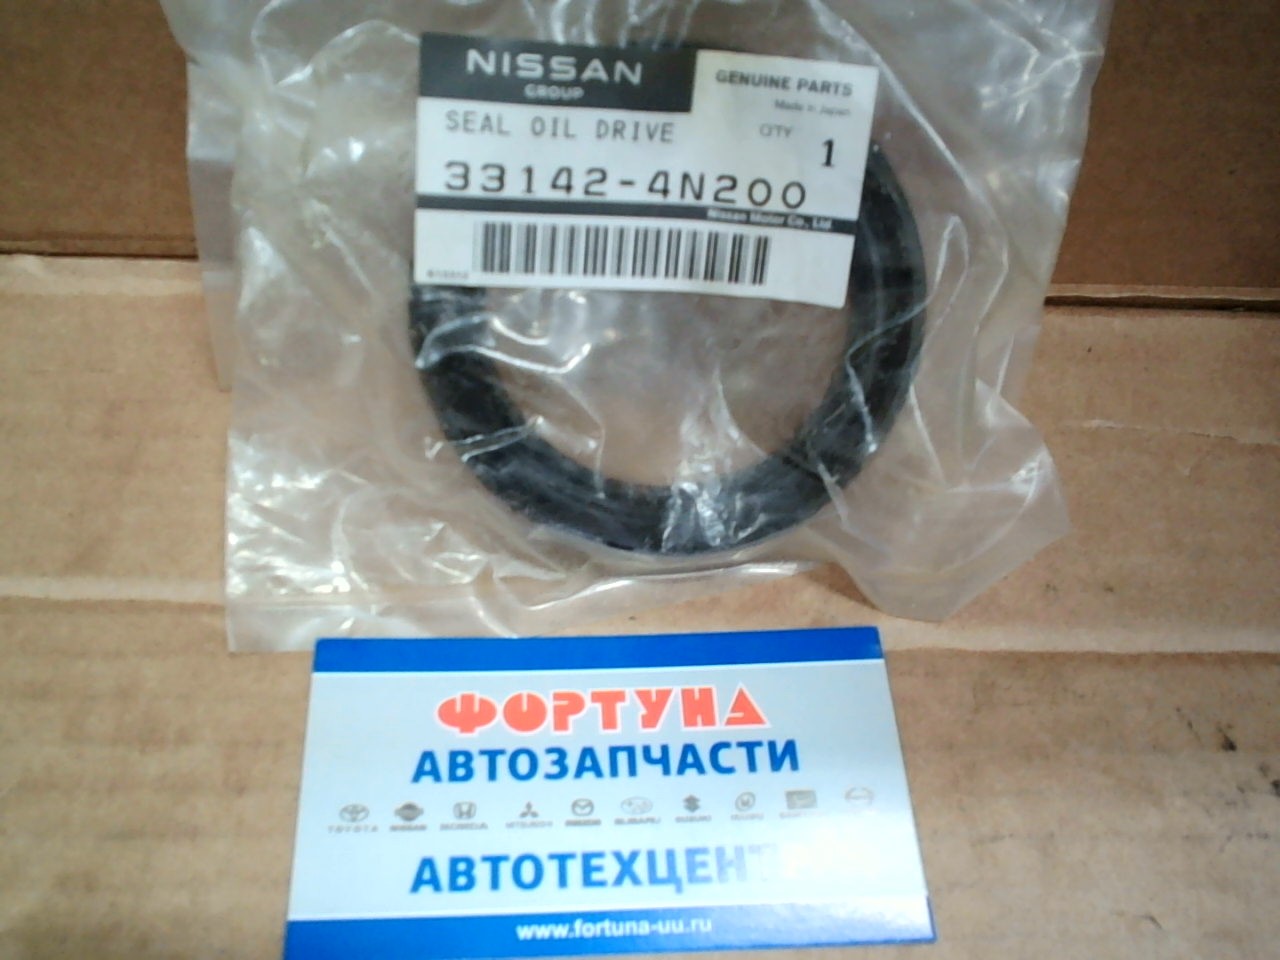 NISSAN
GROUP
GENUINE PARTS
Made in Japan
SEAL OIL DRIVE
Q'TY
1
33142-4N200
Nissan Motor Co., Ltd
ФОРТУНА
АВТОЗАПЧАСТИ
TOYOTA NISSAN HONDA MITSUBISHI MAZDA SUBARU SUZUKI ISUZU
АВТОТЕХЦЕНТ
www.fortuna-uu.ru